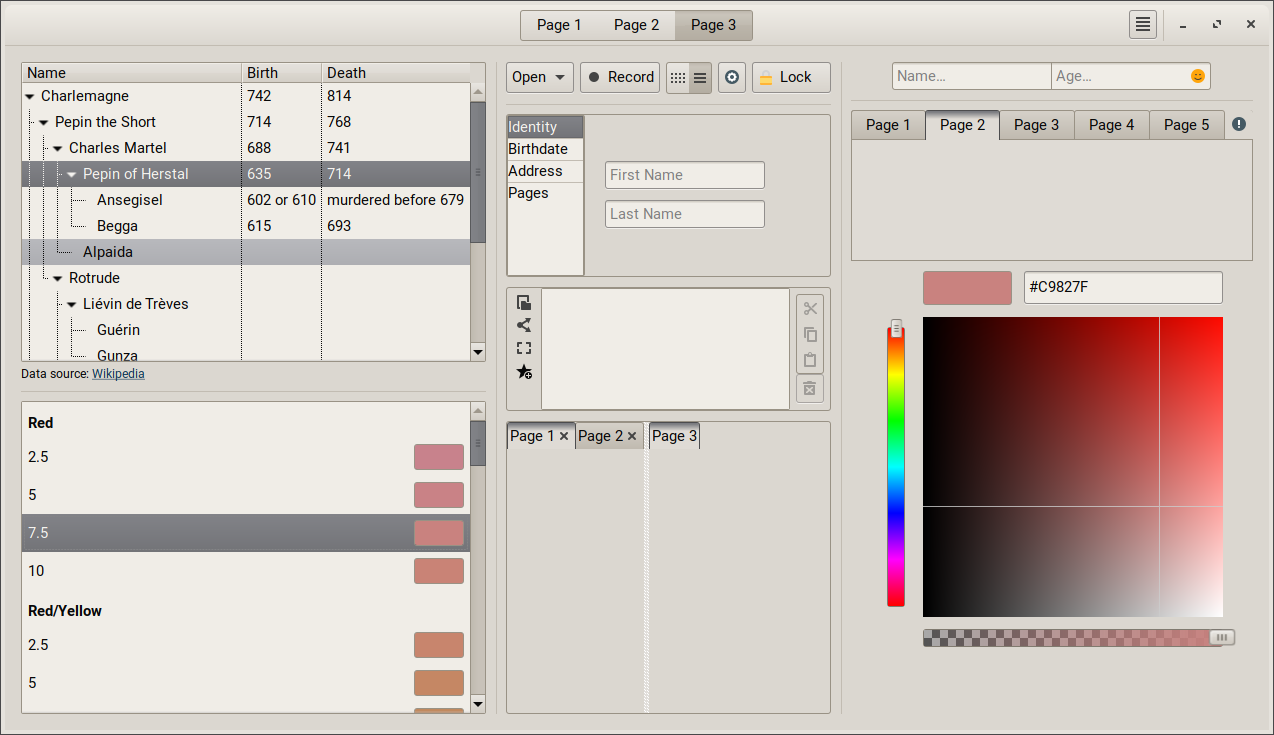 Page 1 Page 2 Page 3
Name Birth Death
Charlemagne 742 814
Pepin the Short 714 768
Charles Martel 688 741
Pepin of Herstal 635 714
Ansegisel 602 or 610 murdered before 679
Begga 615 693
Alpaida
Rotrude
Liévin de Trèves
Guérin
Gunza
Data source: Wikipedia
Red
2.5
5
7.5
10
Red/Yellow
2.5
5
Open Record Lock
Identity
Birthdate
Address
Pages
First Name
Last Name
Page 1 Page 2 Page 3
Name... Age...
Page 1 Page 2 Page 3 Page 4 Page 5
#C9827F